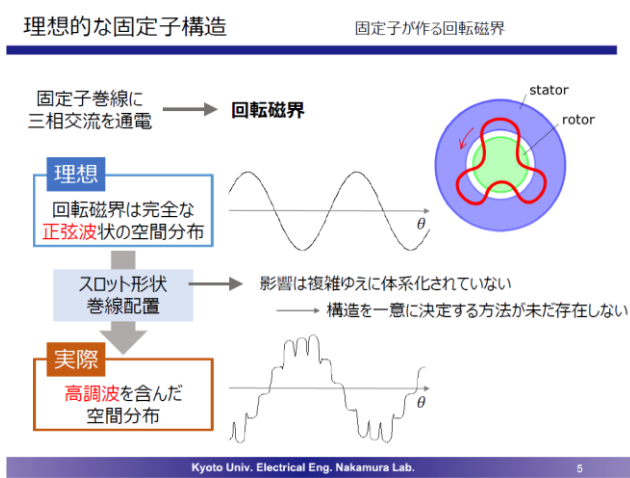 理想的な固定子構造
固定子が作る回転磁界
固定子巻線に
三相交流を通電
回転磁界
stator
rotor
理想
回転磁界は完全な
正弦波状の空間分布
θ
スロット形状
巻線配置
影響は複雑ゆえに体系化されていない
構造を一意に決定する方法が未だ存在しない
実際
高調波を含んだ
空間分布
θ
Kyoto Univ. Electrical Eng. Nakamura Lab.
5